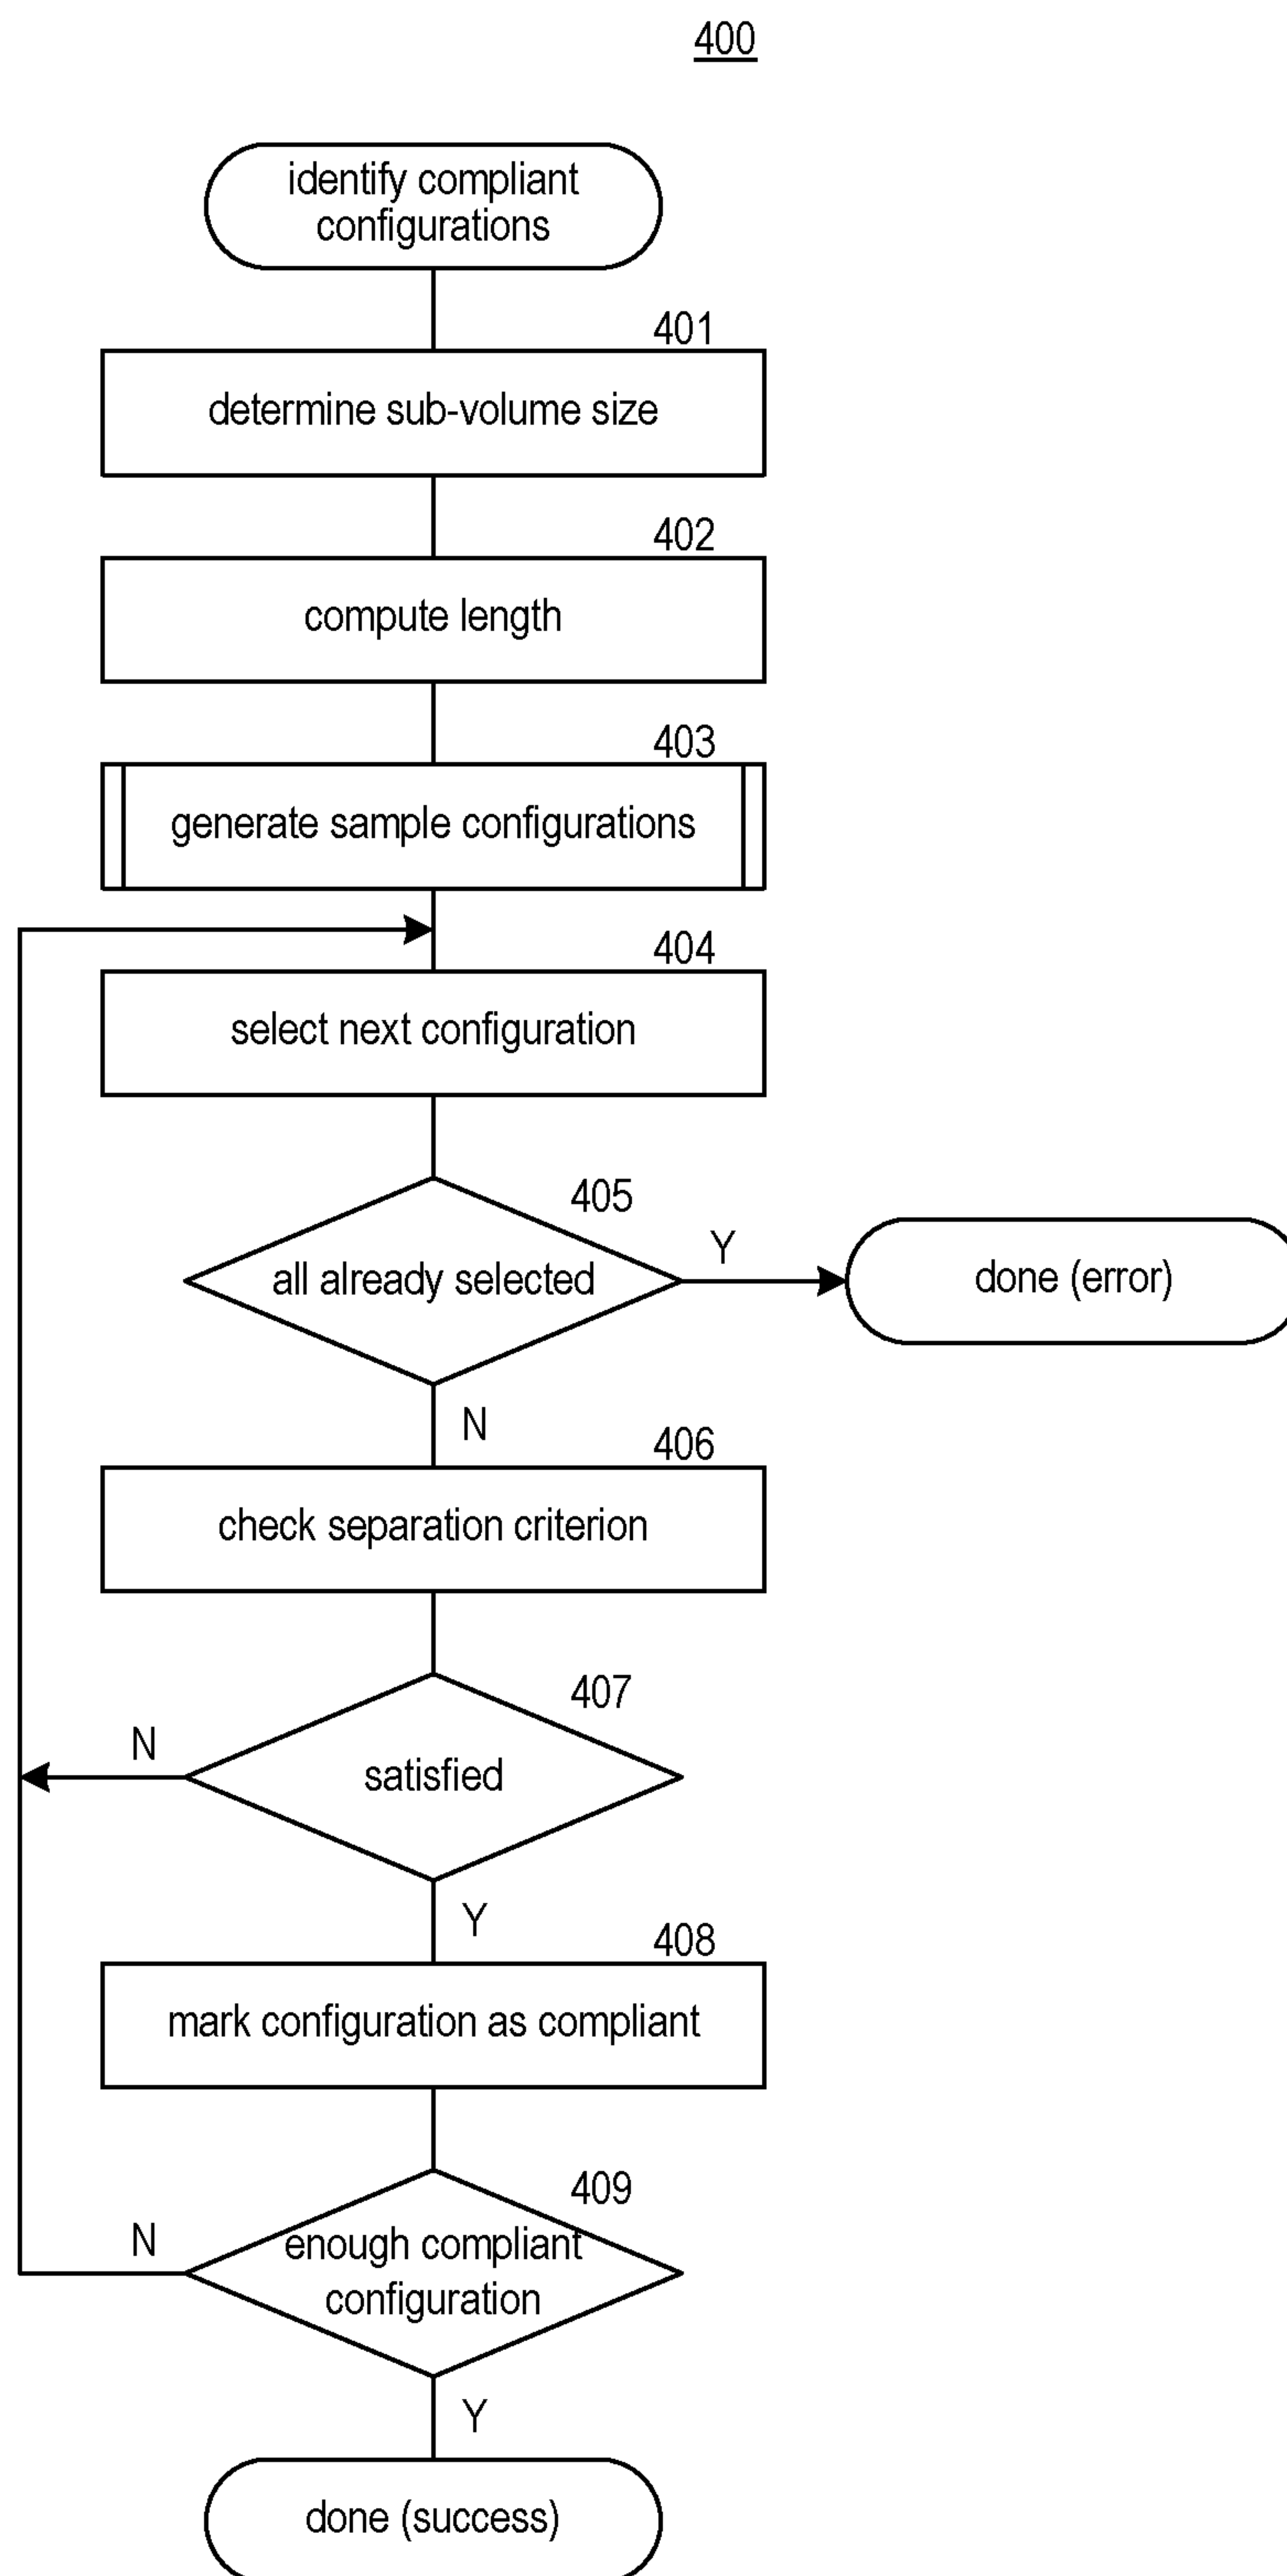 400
identify compliant
configurations
401
determine sub-volume size
402
compute length
403
generate sample configurations
404
select next configuration
405
all already selected
Y
done (error)
N
406
check separation criterion
407
N
satisfied
Y
408
mark configuration as compliant
409
N
enough compliant
configuration
Y
done (success)